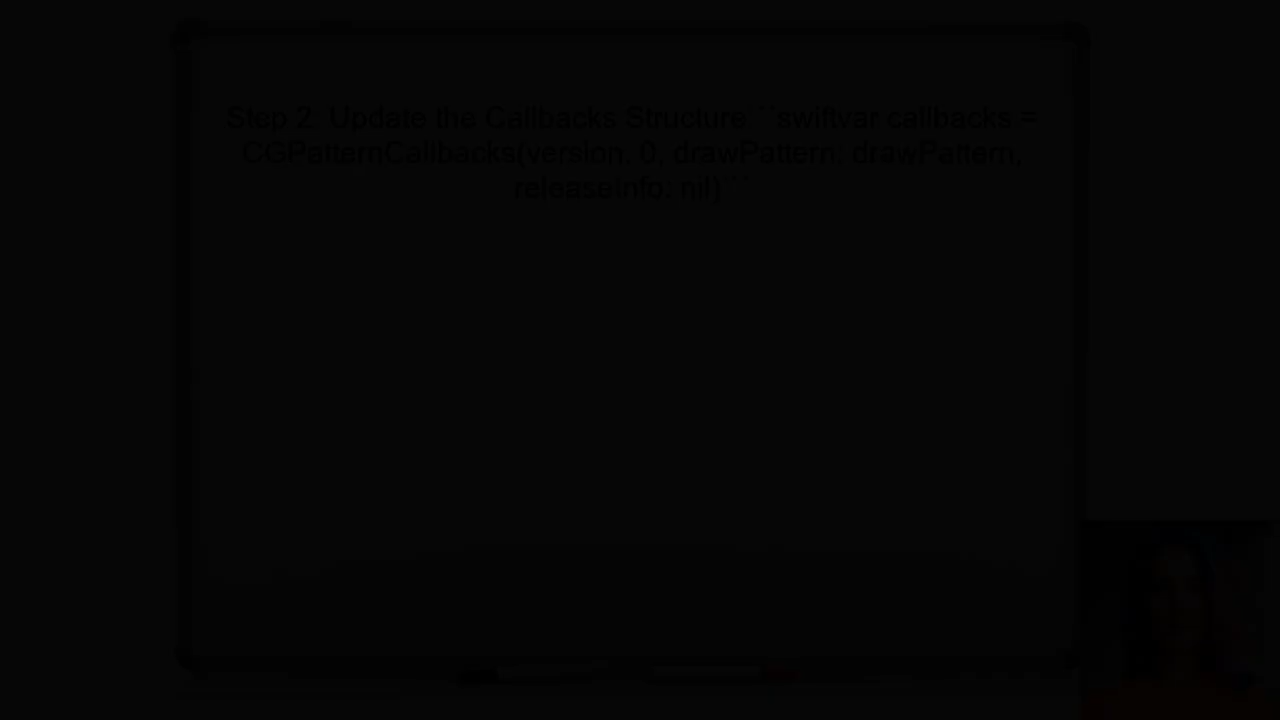 Step 2: Update the Callbacks Structure```swiftvar callbacks =
CGPatternCallbacks(version: 0, drawPattern: drawPattern,
releaseInfo: nil)```